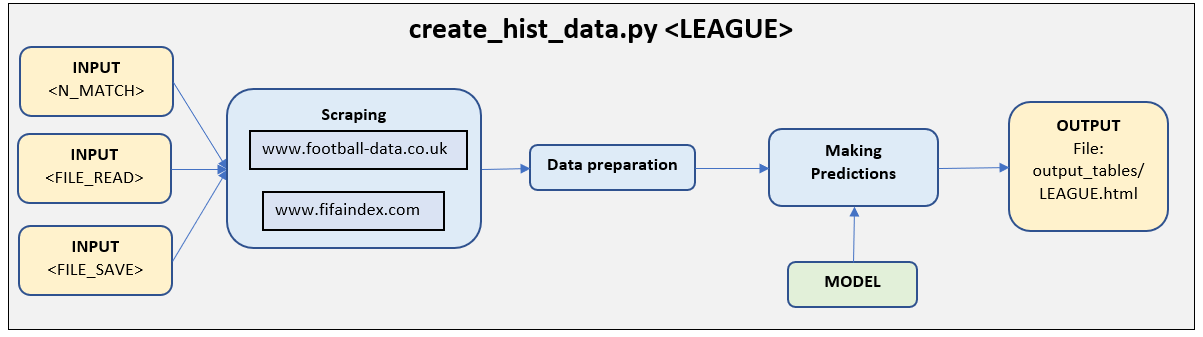 create_hist_data.py <LEAGUE>
INPUT
<N_MATCH>
INPUT
<FILE_READ>
INPUT
<FILE_SAVE>
Scraping
www.football-data.co.uk
www.fifaindex.com
Data preparation
Making
Predictions
MODEL
OUTPUT
File:
output_tables/
LEAGUE.html